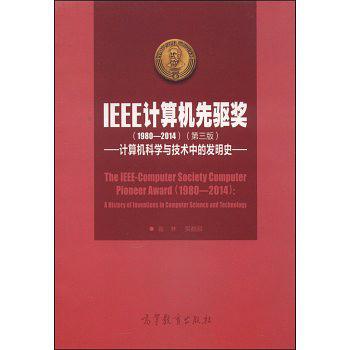 IEEE计算机先驱奖
(1980—2014)(第三版)
——计算机科学与技术中的发明史——
The IEEE-Computer Society Computer
Pioneer Award (1980—2014):
A History of Inventions in Computer Science and Technology
高等教育出版社